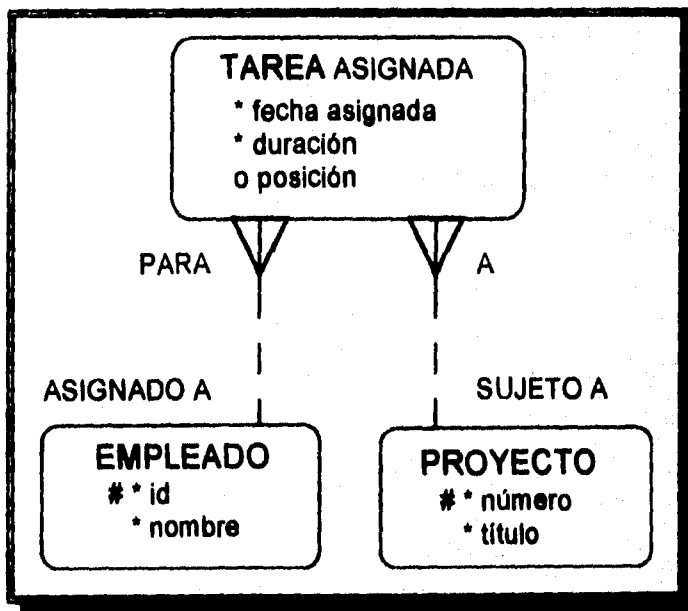 TAREA ASIGNADA
* fecha asignada
* duración
o posición
PARA
A
ASIGNADO A
SUJETO A
EMPLEADO
# * id
* nombre
PROYECTO
# * número
* título